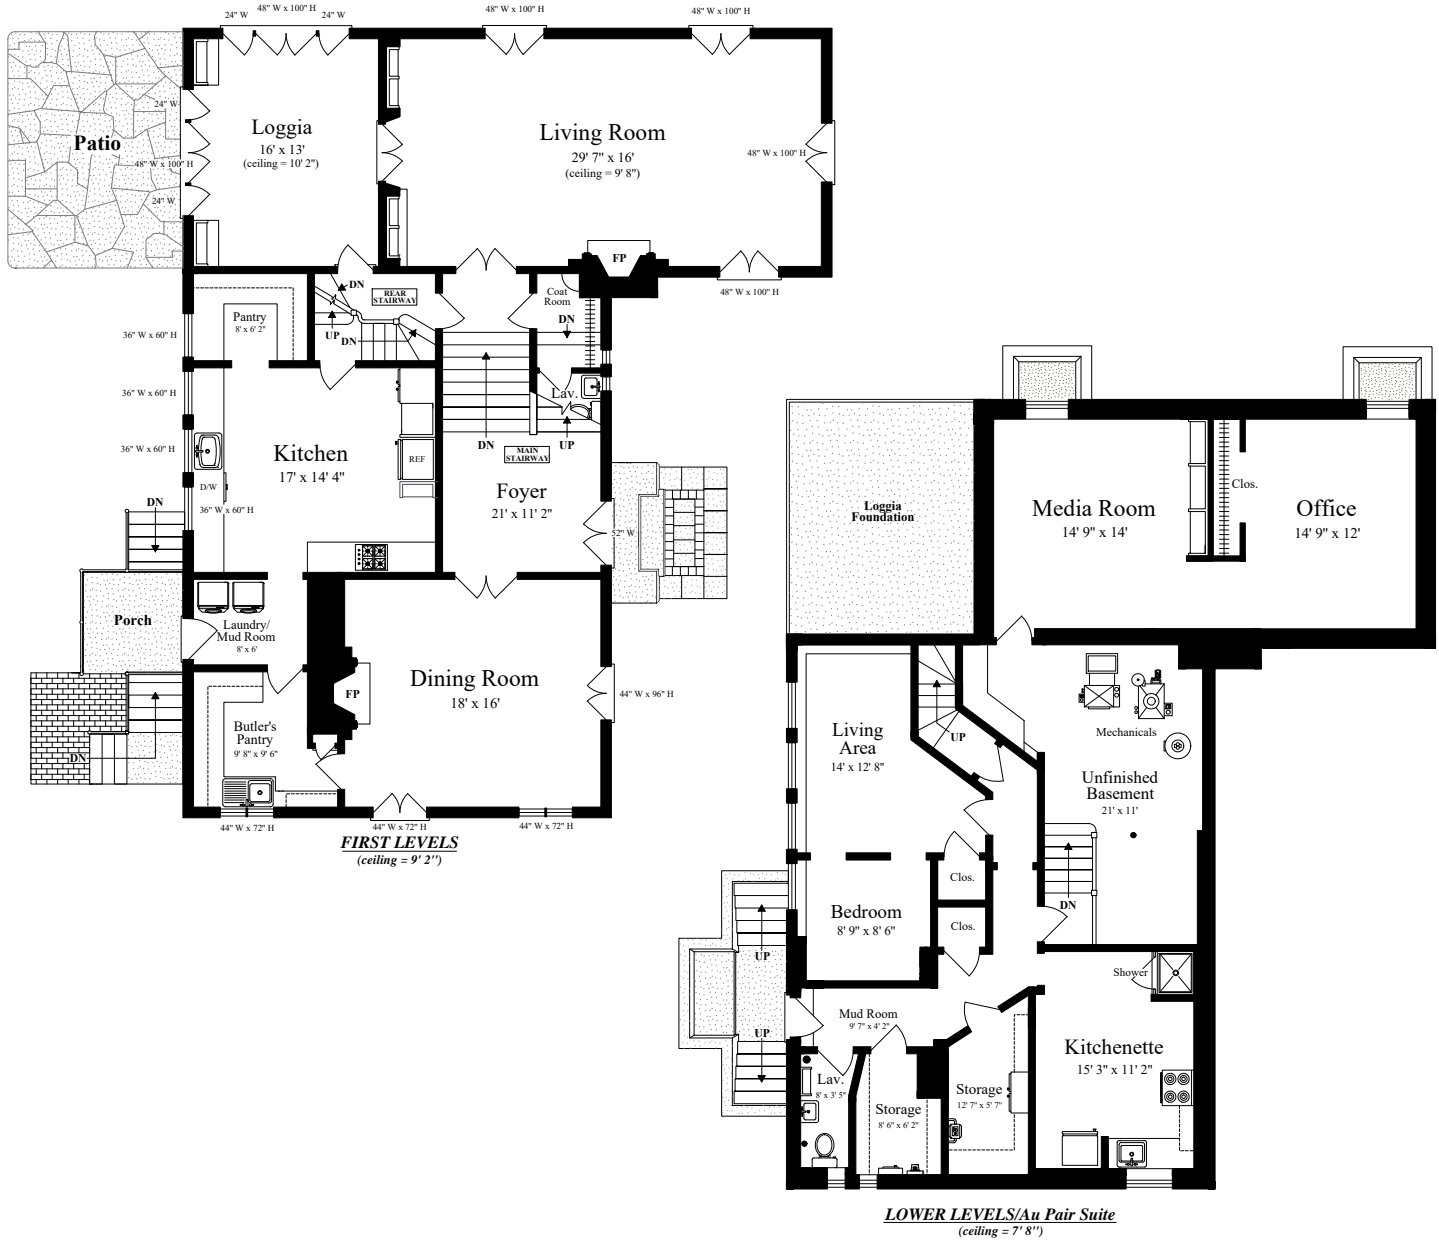 48" W x 100" H
24" W
24" W
48" W x 100" H
48" W x 100" H
Patio
24" W
48" W x 100" H
24" W
Loggia
16' x 13'
(ceiling = 10' 2")
Living Room
29' 7" x 16'
(ceiling = 9' 8")
48" W x 100" H
FP
48" W x 100" H
Pantry
8' x 6' 2"
36" W x 60" H
DN
REAR
STAIRWAY
UP
DN
Coat
Room
DN
36" W x 60" H
Lav.
UP
DN
MAIN
STAIRWAY
36" W x 60" H
Kitchen
17' x 14' 4"
REF
D/W
36" W x 60" H
Foyer
21' x 11' 2"
52" W
DN
Porch
Laundry/
Mud Room
8' x 6'
FP
Dining Room
18' x 16'
44" W x 96" H
Butler's
Pantry
9' 8" x 9' 6"
DN
44" W x 72" H
44" W x 72" H
44" W x 72" H
FIRST LEVELS
(ceiling = 9' 2")
Loggia
Foundation
Media Room
14' 9" x 14'
Clos.
Office
14' 9" x 12'
Living
Area
14' x 12' 8"
UP
Mechanicals
Unfinished
Basement
21' x 11'
DN
Clos.
Clos.
Bedroom
8' 9" x 8' 6"
UP
UP
Shower
Mud Room
9' 7" x 4' 2"
Kitchenette
15' 3" x 11' 2"
Lav.
8' x 3' 5"
Storage
8' 6" x 6' 2"
Storage
12' 7" x 5' 7"
LOWER LEVELS/Au Pair Suite
(ceiling = 7' 8")